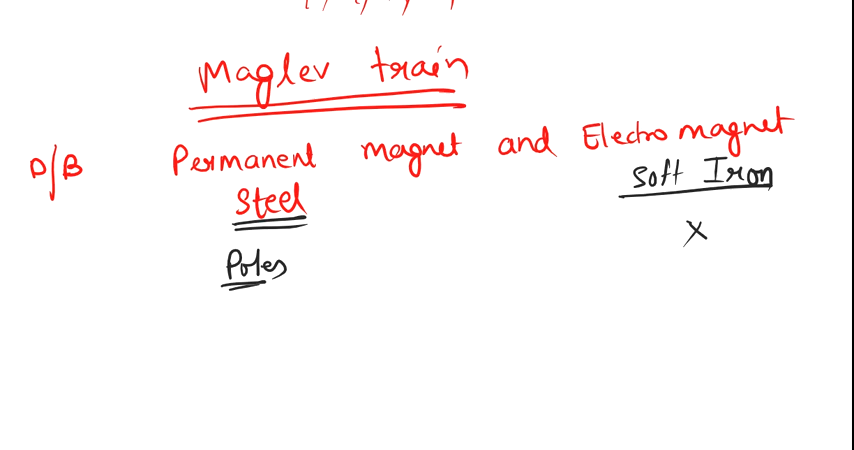 Maglev train
D/B Permanent magnet and Electro magnet
Steel Soft Iron
Poles X